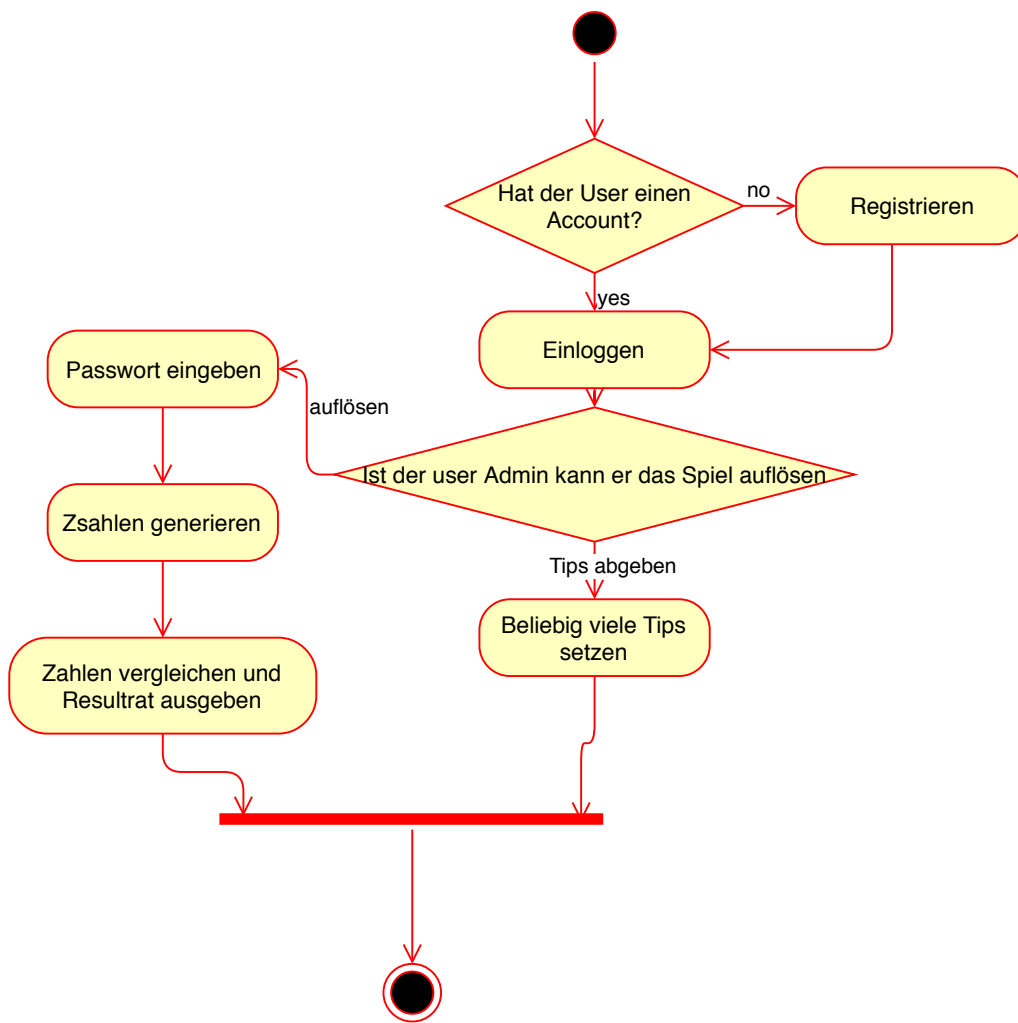 Hat der User einen
Account?
no
Registrieren
yes
Einloggen
Passwort eingeben
auflösen
Ist der user Admin kann er das Spiel auflösen
Zsahlen generieren
Tips abgeben
Beliebig viele Tips
setzen
Zahlen vergleichen und
Resultrat ausgeben